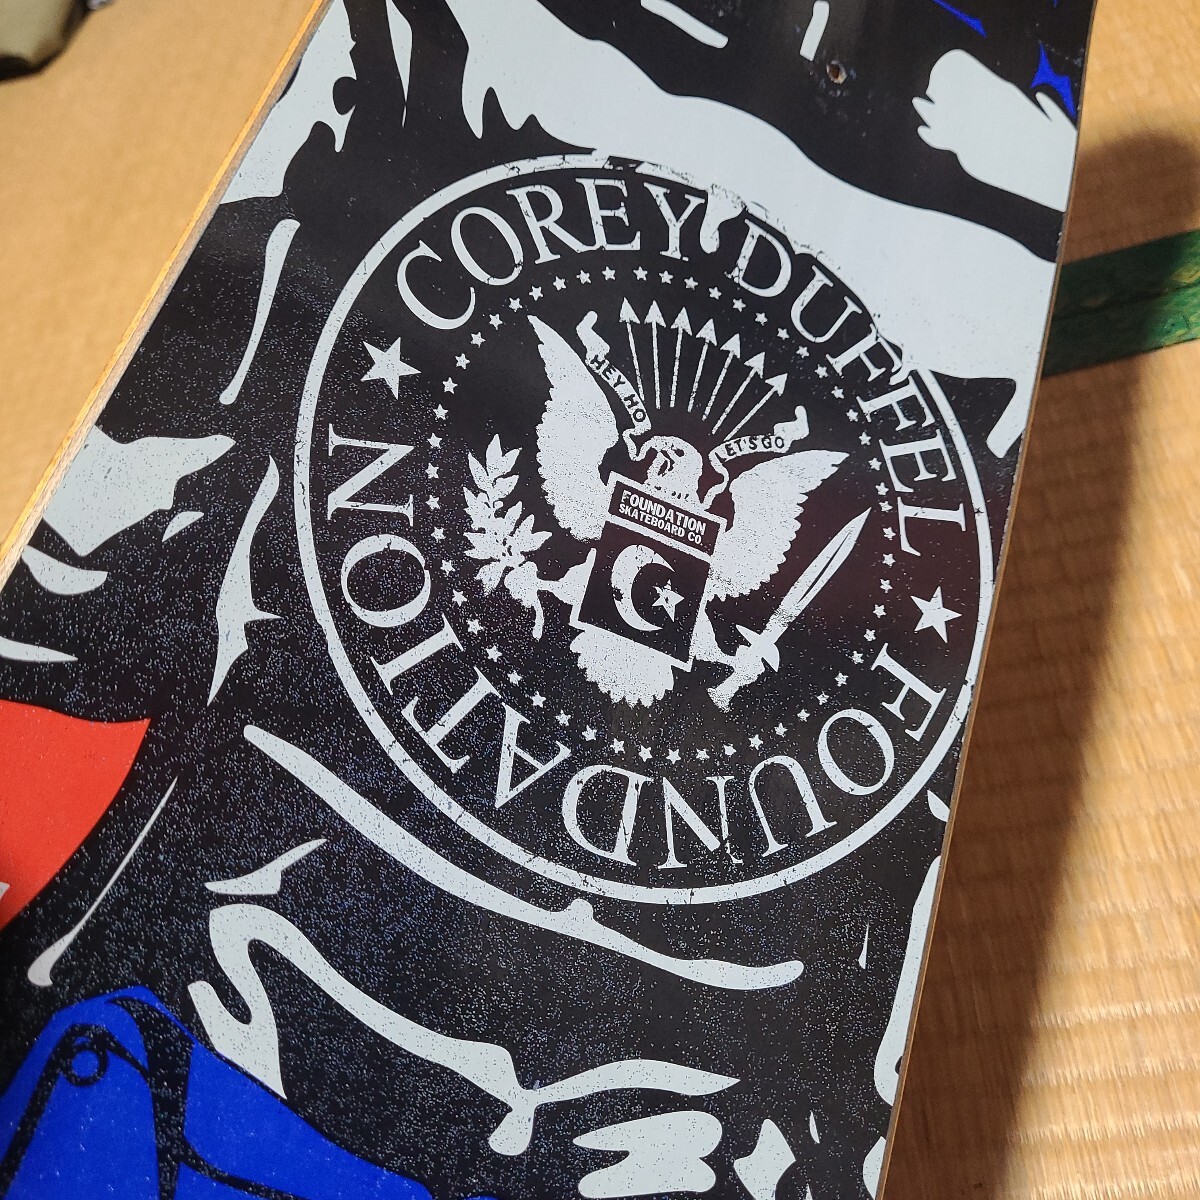 COREY DUFFEL
FOUNDATION
HEY HO
LET'S GO
FOUNDATION
SKATEBOARD CO.